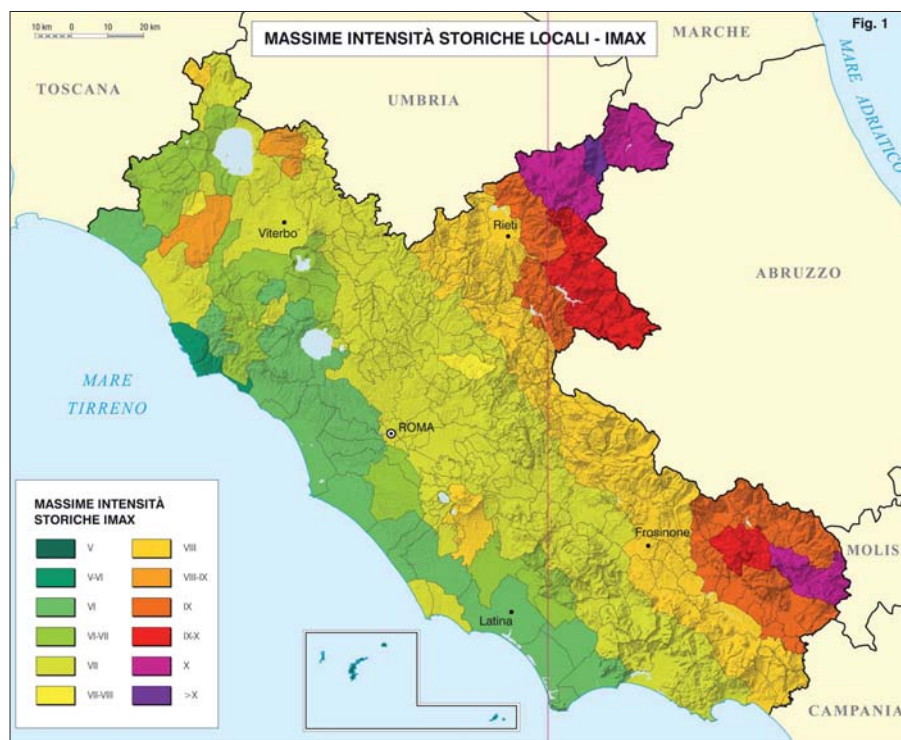 10 km 0 10 20 km
MASSIME INTENSITÀ STORICHE LOCALI - IMAX
Fig. 1
MARCHE
TOSCANA
UMBRIA
MARE ADRIATICO
Viterbo
Rieti
ABRUZZO
MARE
TIRRENO
ROMA
Frosinone
MOLIS
Latina
CAMPANIA
MASSIME INTENSITÀ
STORICHE IMAX
V
V-VI
VI
VI-VII
VII
VII-VIII
VIII
VIII-IX
IX
IX-X
X
>X